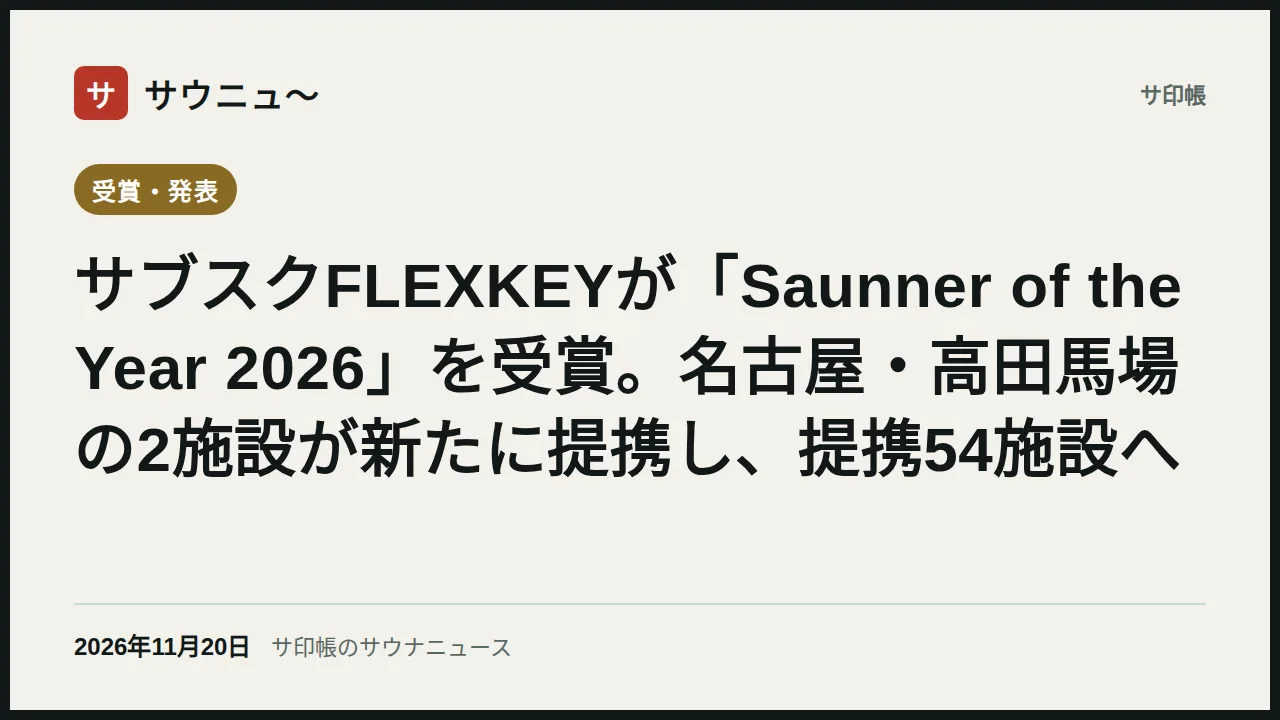 サ サウニュ〜
サ印帳
受賞・発表
サブスクFLEXKEYが「Saunner of the
Year 2026」を受賞。名古屋・高田馬場
の2施設が新たに提携し、提携54施設へ
2026年11月20日 サ印帳のサウナニュース